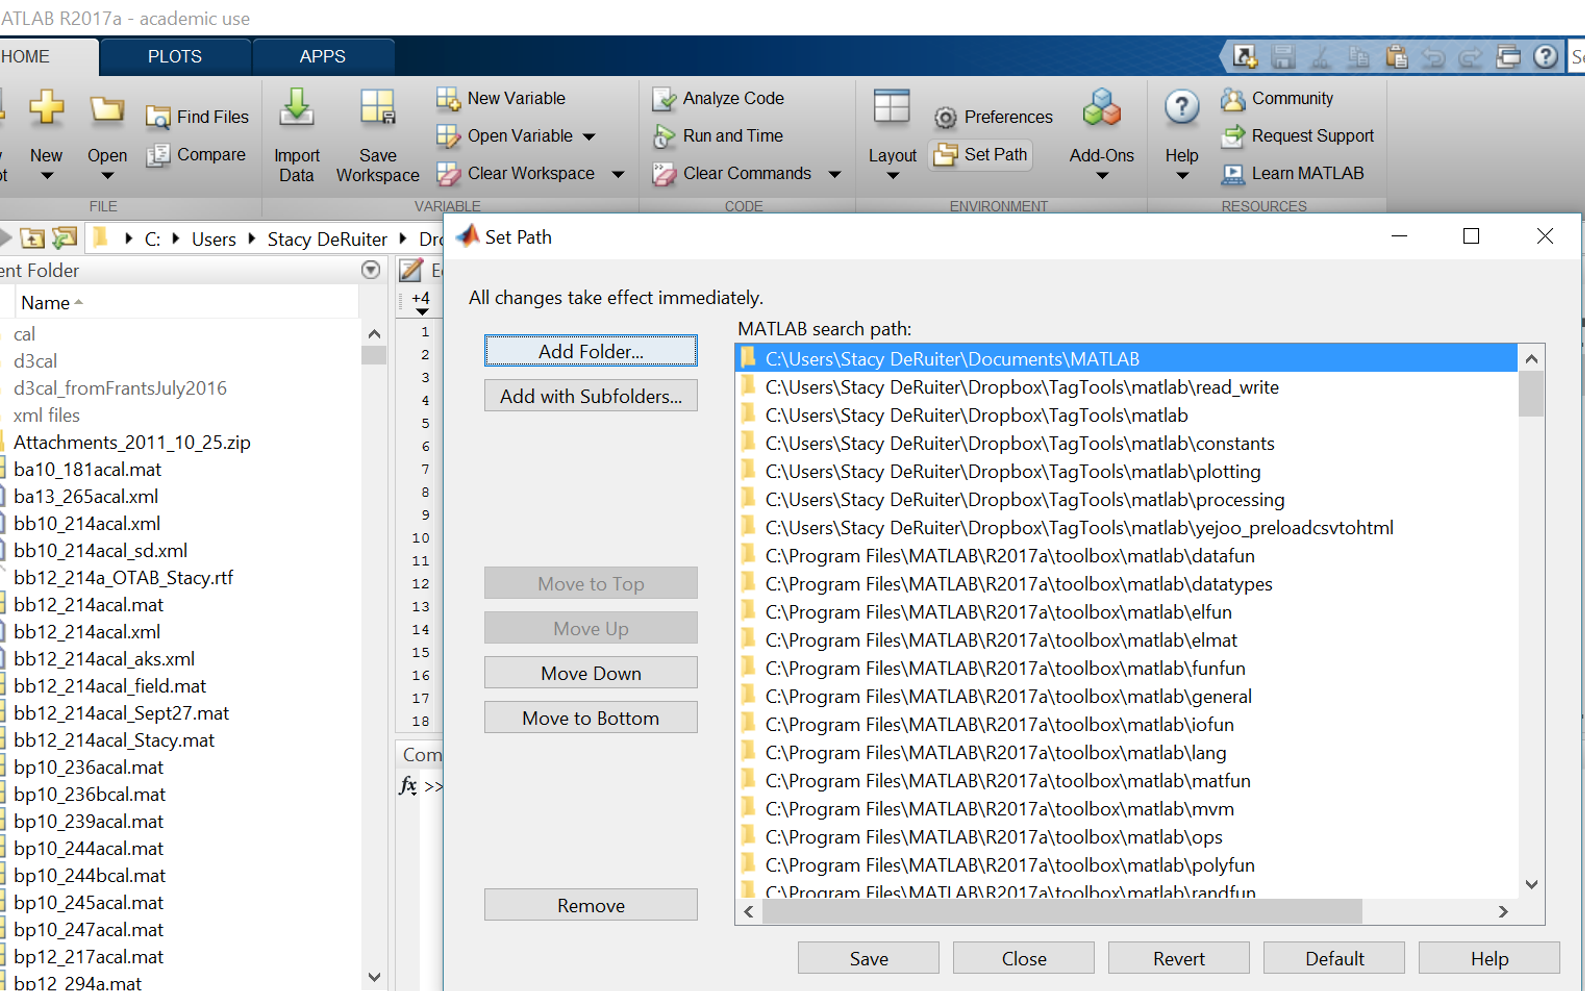 ATLAB R2017a - academic use
HOME PLOTS APPS
New
Open
Find Files
Compare
FILE
Import Data
Save Workspace
New Variable
Open Variable
Clear Workspace
VARIABLE
Analyze Code
Run and Time
Clear Commands
CODE
Layout
Preferences
Set Path
Add-Ons
ENVIRONMENT
? Help
Community
Request Support
Learn MATLAB
RESOURCES
C: Users Stacy DeRuiter Dro
ent Folder
Name
cal
d3cal
d3cal_fromFrantsJuly2016
xml files
Attachments_2011_10_25.zip
ba10_181acal.mat
ba13_265acal.xml
bb10_214acal.xml
bb10_214acal_sd.xml
bb12_214a_OTAB_Stacy.rtf
bb12_214acal.mat
bb12_214acal.xml
bb12_214acal_aks.xml
bb12_214acal_field.mat
bb12_214acal_Sept27.mat
bb12_214acal_Stacy.mat
bp10_236acal.mat
bp10_236bcal.mat
bp10_239acal.mat
bp10_244acal.mat
bp10_244bcal.mat
bp10_245acal.mat
bp10_247acal.mat
bp12_217acal.mat
bp12_294a.mat
+4
1
2
3
4
5
6
7
8
9
10
11
12
13
14
15
16
17
18
Com
fx >>
Set Path
All changes take effect immediately.
Add Folder...
Add with Subfolders...
Move to Top
Move Up
Move Down
Move to Bottom
Remove
MATLAB search path:
C:\Users\Stacy DeRuiter\Documents\MATLAB
C:\Users\Stacy DeRuiter\Dropbox\TagTools\matlab\read_write
C:\Users\Stacy DeRuiter\Dropbox\TagTools\matlab
C:\Users\Stacy DeRuiter\Dropbox\TagTools\matlab\constants
C:\Users\Stacy DeRuiter\Dropbox\TagTools\matlab\plotting
C:\Users\Stacy DeRuiter\Dropbox\TagTools\matlab\processing
C:\Users\Stacy DeRuiter\Dropbox\TagTools\matlab\yejoo_preloadcsvtohtml
C:\Program Files\MATLAB\R2017a\toolbox\matlab\datafun
C:\Program Files\MATLAB\R2017a\toolbox\matlab\datatypes
C:\Program Files\MATLAB\R2017a\toolbox\matlab\elfun
C:\Program Files\MATLAB\R2017a\toolbox\matlab\elmat
C:\Program Files\MATLAB\R2017a\toolbox\matlab\funfun
C:\Program Files\MATLAB\R2017a\toolbox\matlab\general
C:\Program Files\MATLAB\R2017a\toolbox\matlab\iofun
C:\Program Files\MATLAB\R2017a\toolbox\matlab\lang
C:\Program Files\MATLAB\R2017a\toolbox\matlab\matfun
C:\Program Files\MATLAB\R2017a\toolbox\matlab\mvm
C:\Program Files\MATLAB\R2017a\toolbox\matlab\ops
C:\Program Files\MATLAB\R2017a\toolbox\matlab\polyfun
C:\Program Files\MATLAB\R2017a\toolbox\matlab\randfun
Save Close Revert Default Help